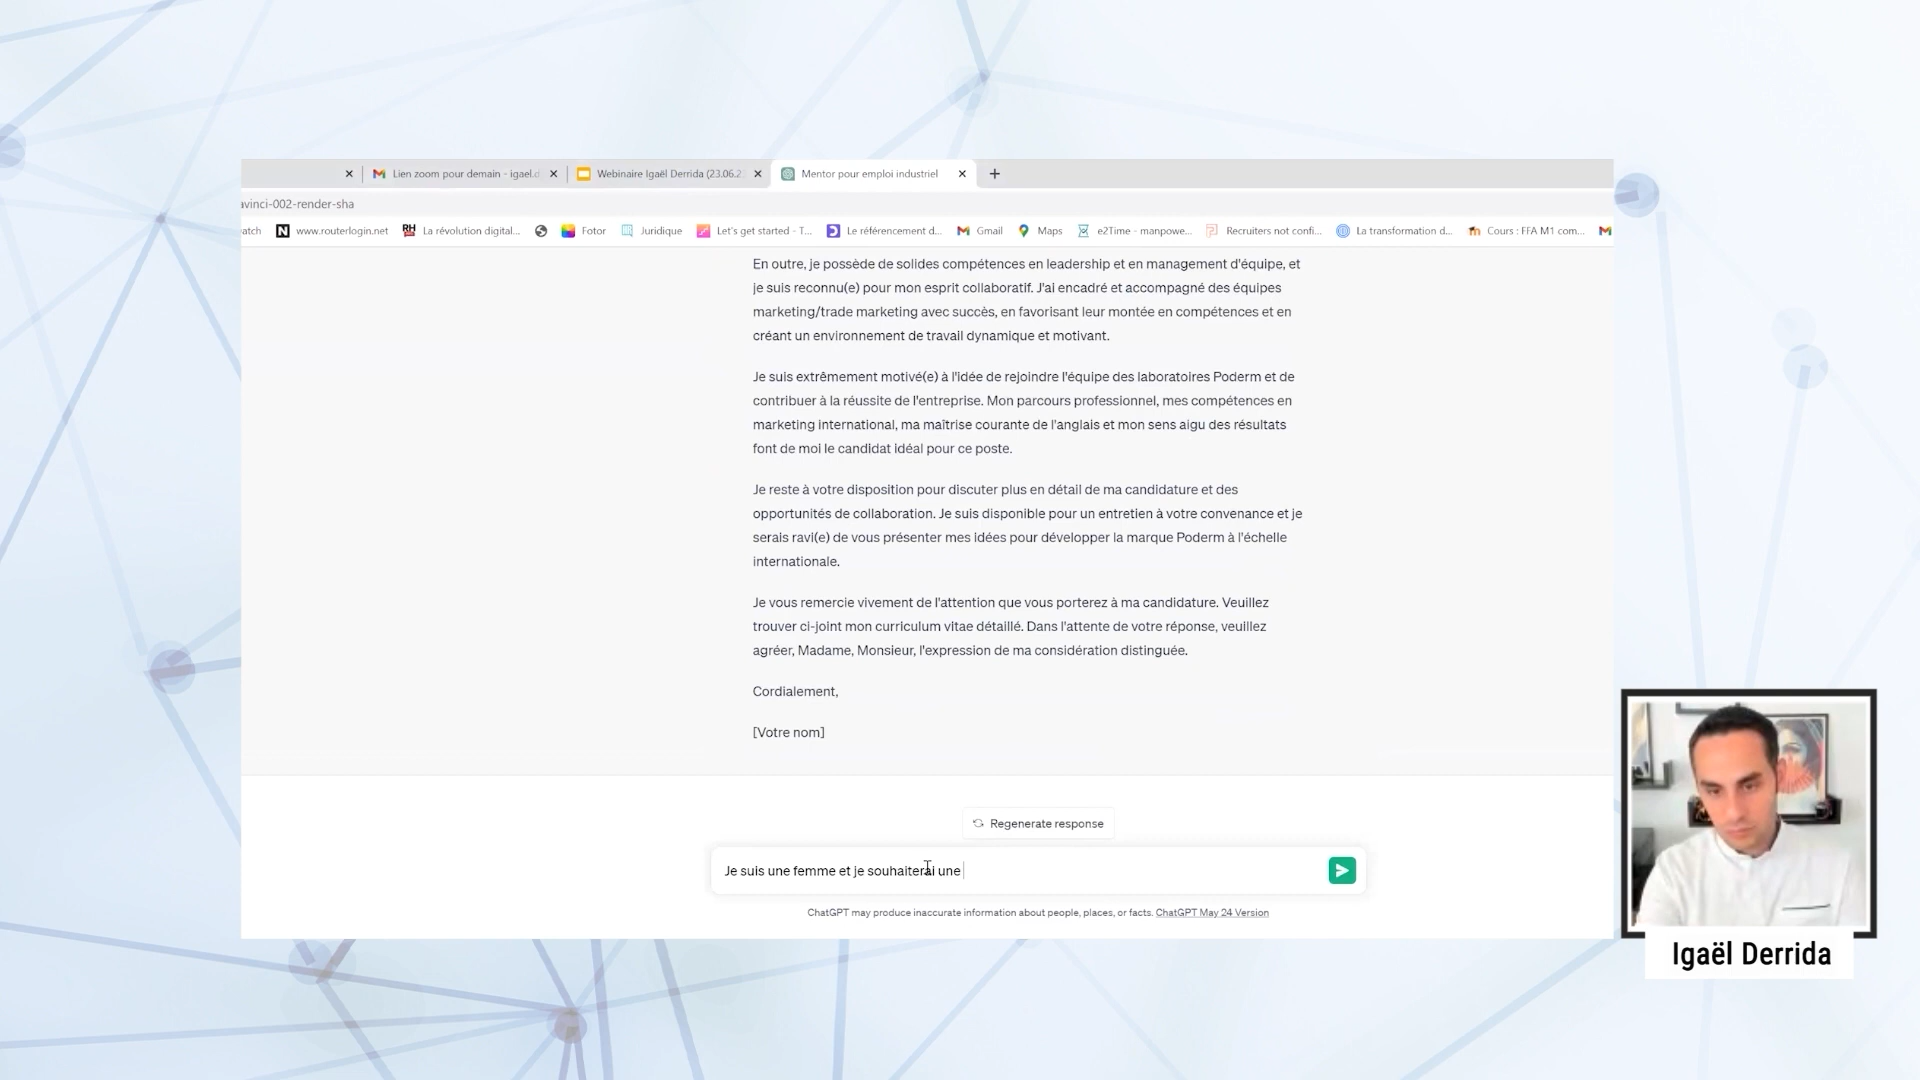 Lien zoom pour demain - igael.d
Webinaire Igaël Derrida (23.06.2
Mentor pour emploi industriel
avinci-002-render-sha
atch
www.routerlogin.net
La révolution digital...
Fotor
Juridique
Let's get started - T...
Le référencement d...
Gmail
Maps
e2Time - manpowe...
Recruiters not confi...
La transformation d...
Cours : FFA M1 com...
En outre, je possède de solides compétences en leadership et en management d'équipe, et
je suis reconnu(e) pour mon esprit collaboratif. J'ai encadré et accompagné des équipes
marketing/trade marketing avec succès, en favorisant leur montée en compétences et en
créant un environnement de travail dynamique et motivant.
Je suis extrêmement motivé(e) à l'idée de rejoindre l'équipe des laboratoires Poderm et de
contribuer à la réussite de l'entreprise. Mon parcours professionnel, mes compétences en
marketing international, ma maîtrise courante de l'anglais et mon sens aigu des résultats
font de moi le candidat idéal pour ce poste.
Je reste à votre disposition pour discuter plus en détail de ma candidature et des
opportunités de collaboration. Je suis disponible pour un entretien à votre convenance et je
serais ravi(e) de vous présenter mes idées pour développer la marque Poderm à l'échelle
internationale.
Je vous remercie vivement de l'attention que vous porterez à ma candidature. Veuillez
trouver ci-joint mon curriculum vitae détaillé. Dans l'attente de votre réponse, veuillez
agréer, Madame, Monsieur, l'expression de ma considération distinguée.
Cordialement,
[Votre nom]
Regenerate response
Je suis une femme et je souhaiterai une
ChatGPT may produce inaccurate information about people, places, or facts. ChatGPT May 24 Version
Igaël Derrida